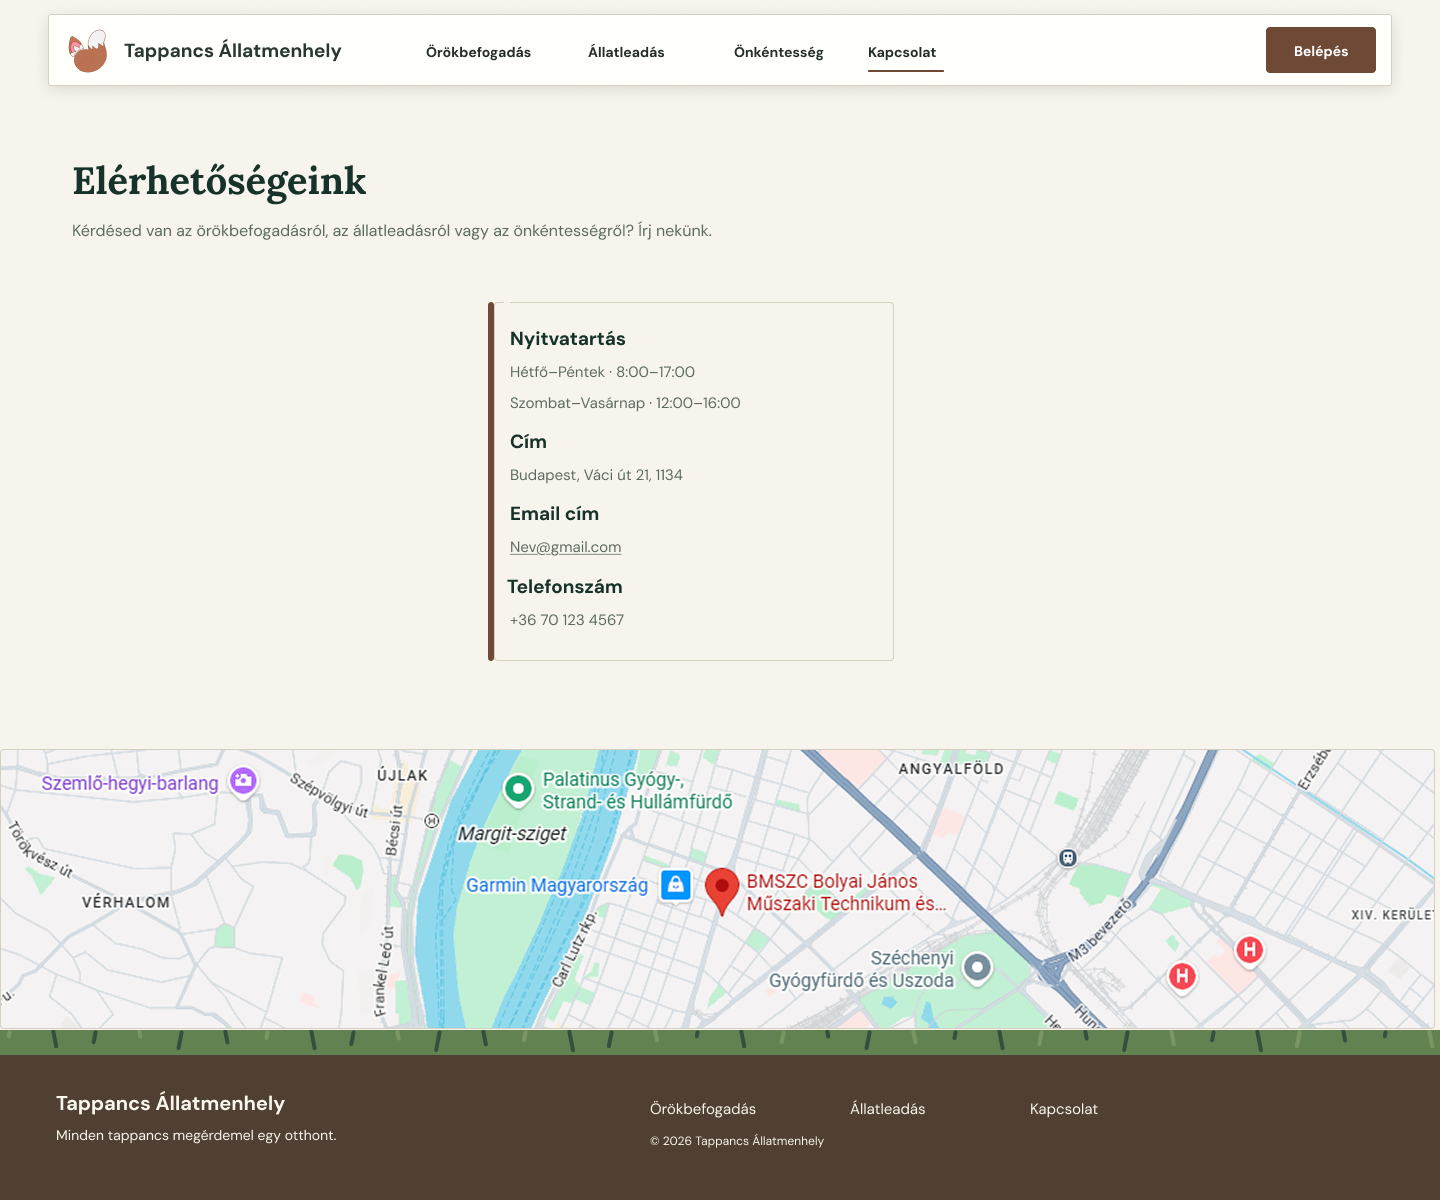 Tappancs Állatmenhely
Örökbefogadás
Állatleadás
Önkéntesség
Kapcsolat
Belépés
Elérhetőségeink
Kérdésed van az örökbefogadásról, az állatleadásról vagy az önkéntességről? Írj nekünk.
Nyitvatartás
Hétfő–Péntek · 8:00–17:00
Szombat–Vasárnap · 12:00–16:00
Cím
Budapest, Váci út 21, 1134
Email cím
Nev@gmail.com
Telefonszám
+36 70 123 4567
Szemlő-hegyi-barlang
Szépvölgyi út
ÚJLAK
Bécsi út
H
Palatinus Gyógy-,
Strand- és Hullámfürdő
Margit-sziget
ANGYALFÖLD
Erzsébe
Törökvész út
VÉRHALOM
Garmin Magyarország
BMSZC Bolyai János
Műszaki Technikum és...
XIV. KERÜLET
M3 bevezető
Frankel Leó út
Carl Lutz rkp.
Széchenyi
Gyógyfürdő és Uszoda
H
H
u.
He
Hun
Tappancs Állatmenhely
Minden tappancs megérdemel egy otthont.
Örökbefogadás
Állatleadás
Kapcsolat
© 2026 Tappancs Állatmenhely